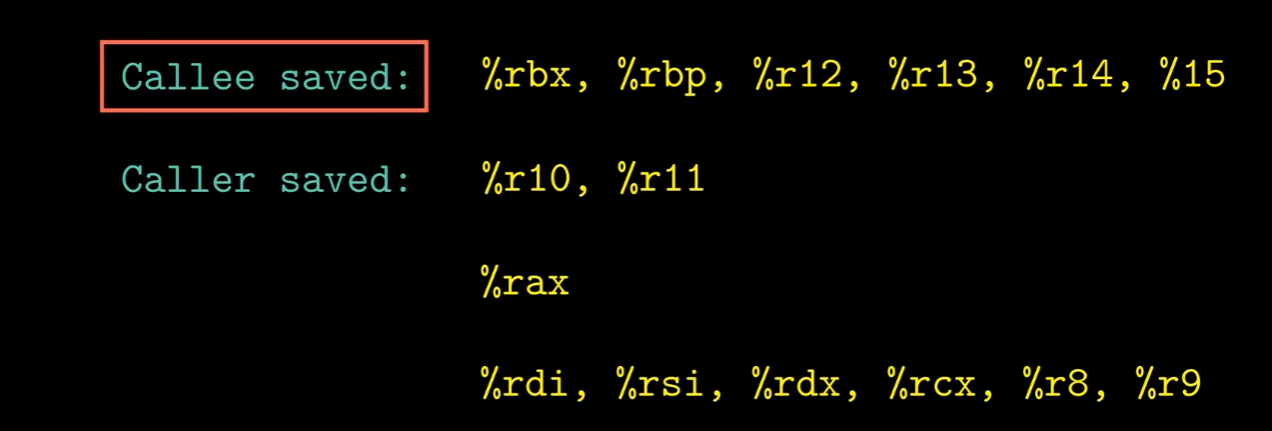 Callee saved: %rbx, %rbp, %r12, %r13, %r14, %15
Caller saved: %r10, %r11
%rax
%rdi, %rsi, %rdx, %rcx, %r8, %r9